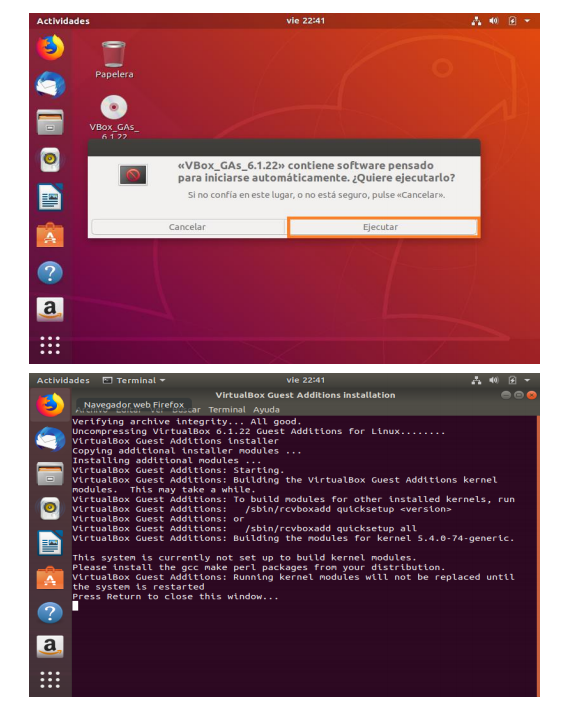 Actividades
vie 22:41
Papelera
VBox_GAs_
6.1.22
«VBox_GAs_6.1.22» contiene software pensado
para iniciarse automáticamente. ¿Quiere ejecutarlo?
Si no confía en este lugar, o no está seguro, pulse «Cancelar».
Cancelar
Ejecutar
Actividades
Terminal
vie 22:41
VirtualBox Guest Additions installation
Navegador web Firefox
Archivo Editar Ver Buscar Terminal Ayuda
Verifying archive integrity... All good.
Uncompressing VirtualBox 6.1.22 Guest Additions for Linux........
VirtualBox Guest Additions installer
Copying additional installer modules ...
Installing additional modules ...
VirtualBox Guest Additions: Starting.
VirtualBox Guest Additions: Building the VirtualBox Guest Additions kernel
modules.  This may take a while.
VirtualBox Guest Additions: To build modules for other installed kernels, run
VirtualBox Guest Additions:   /sbin/rcvboxadd quicksetup <version>
VirtualBox Guest Additions: or
VirtualBox Guest Additions:   /sbin/rcvboxadd quicksetup all
VirtualBox Guest Additions: Building the modules for kernel 5.4.0-74-generic.
This system is currently not set up to build kernel modules.
Please install the gcc make perl packages from your distribution.
VirtualBox Guest Additions: Running kernel modules will not be replaced until
the system is restarted
Press Return to close this window...